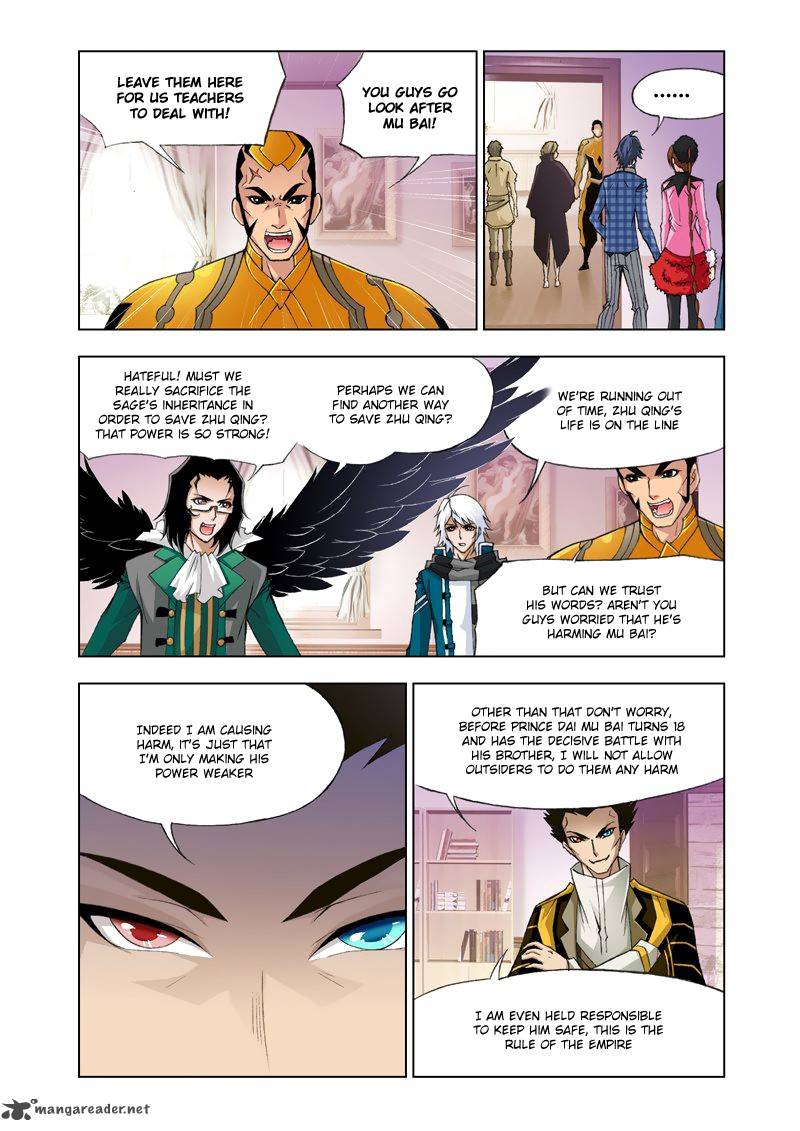 LEAVE THEM HERE
FOR US TEACHERS
TO DEAL WITH!
YOU GUYS GO
LOOK AFTER
MU BAI!
......
HATEFUL! MUST WE
REALLY SACRIFICE THE
SAGE'S INHERITANCE IN
ORDER TO SAVE ZHU QING?
THAT POWER IS SO STRONG!
PERHAPS WE CAN
FIND ANOTHER WAY
TO SAVE ZHU QING?
WE'RE RUNNING OUT
OF TIME, ZHU QING'S
LIFE IS ON THE LINE
BUT CAN WE TRUST
HIS WORDS? AREN'T YOU
GUYS WORRIED THAT HE'S
HARMING MU BAI?
INDEED I AM CAUSING
HARM, IT'S JUST THAT
I'M ONLY MAKING HIS
POWER WEAKER
OTHER THAN THAT DON'T WORRY,
BEFORE PRINCE DAI MU BAI TURNS 18
AND HAS THE DECISIVE BATTLE WITH
HIS BROTHER, I WILL NOT ALLOW
OUTSIDERS TO DO THEM ANY HARM
I AM EVEN HELD RESPONSIBLE
TO KEEP HIM SAFE, THIS IS THE
RULE OF THE EMPIRE
mangareader.net